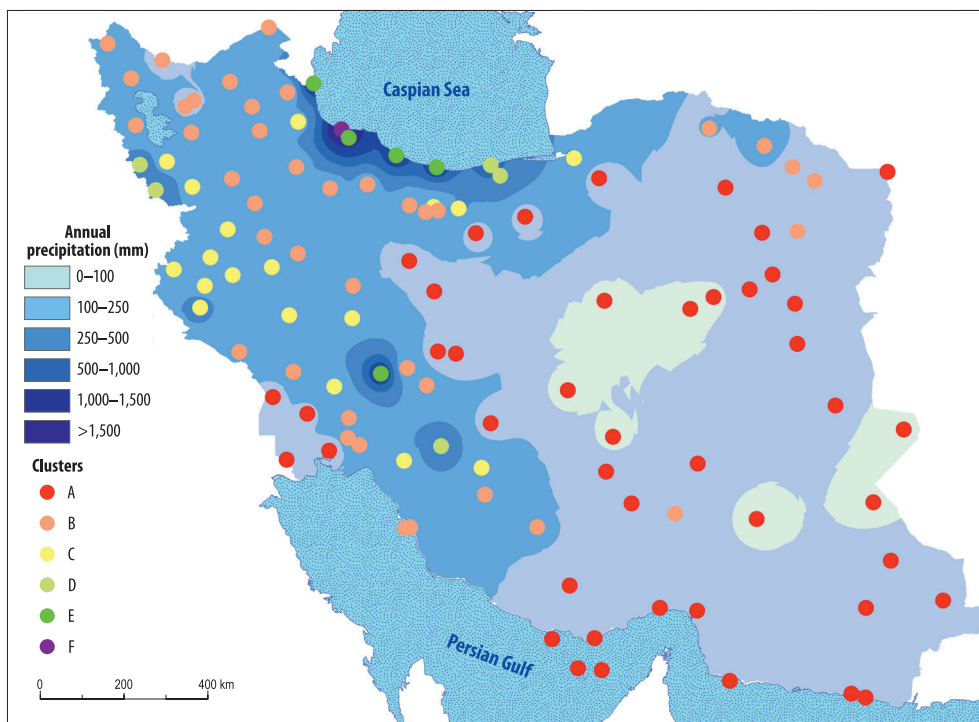 Caspian Sea
Annual
precipitation (mm)
0–100
100–250
250–500
500–1,000
1,000–1,500
>1,500
Clusters
A
B
C
D
E
F
0 200 400 km
Persian Gulf